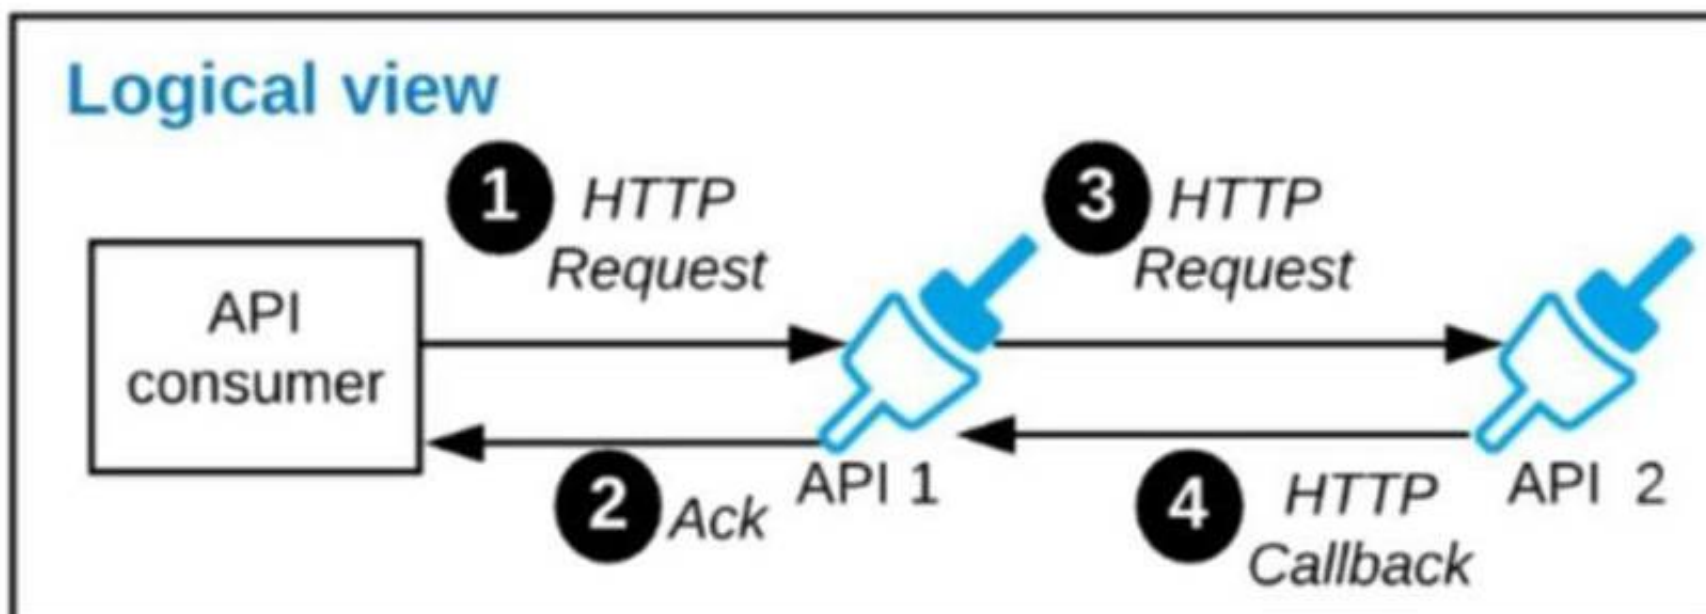 Logical view
1 HTTP
Request
3 HTTP
Request
API
consumer
2 Ack
API 1
4 HTTP
Callback
API 2